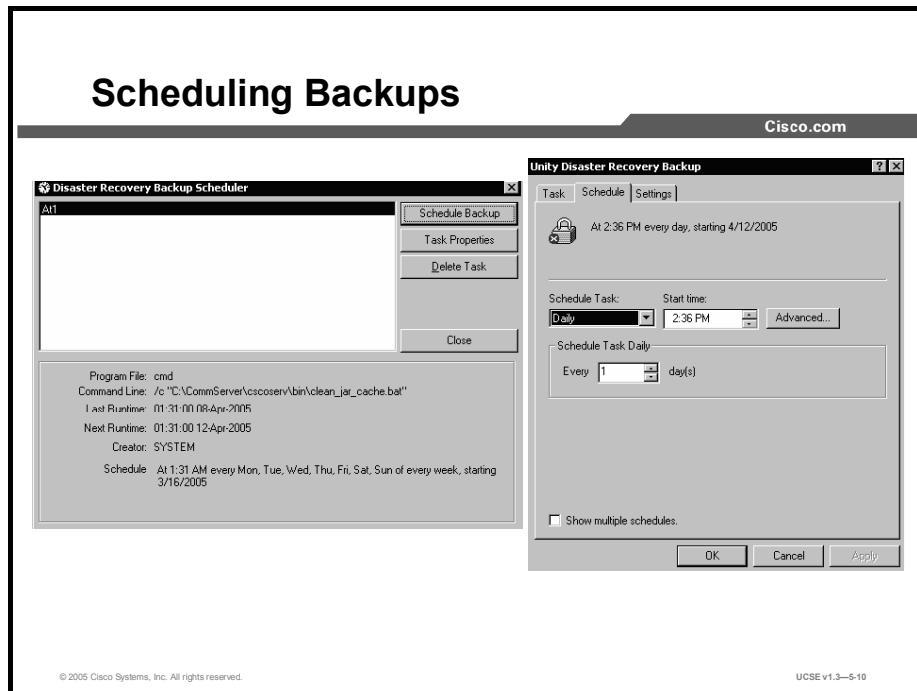 Scheduling Backups
Cisco.com
Disaster Recovery Backup Scheduler
At1
Schedule Backup
Task Properties
Delete Task
Close
Program File: cmd
Command Line: /c "C:\CommServer\cscoserv\bin\clean_jar_cache.bat"
Last Runtime: 01:31:00 08-Apr-2005
Next Runtime: 01:31:00 12-Apr-2005
Creator: SYSTEM
Schedule At 1:31 AM every Mon, Tue, Wed, Thu, Fri, Sat, Sun of every week, starting
3/16/2005
Unity Disaster Recovery Backup
Task Schedule Settings
At 2:36 PM every day, starting 4/12/2005
Schedule Task: Start time:
Daily 2:36 PM Advanced...
Schedule Task Daily
Every 1 day(s)
Show multiple schedules.
OK Cancel Apply
© 2005 Cisco Systems, Inc. All rights reserved.
UCSE v1.3—5-10